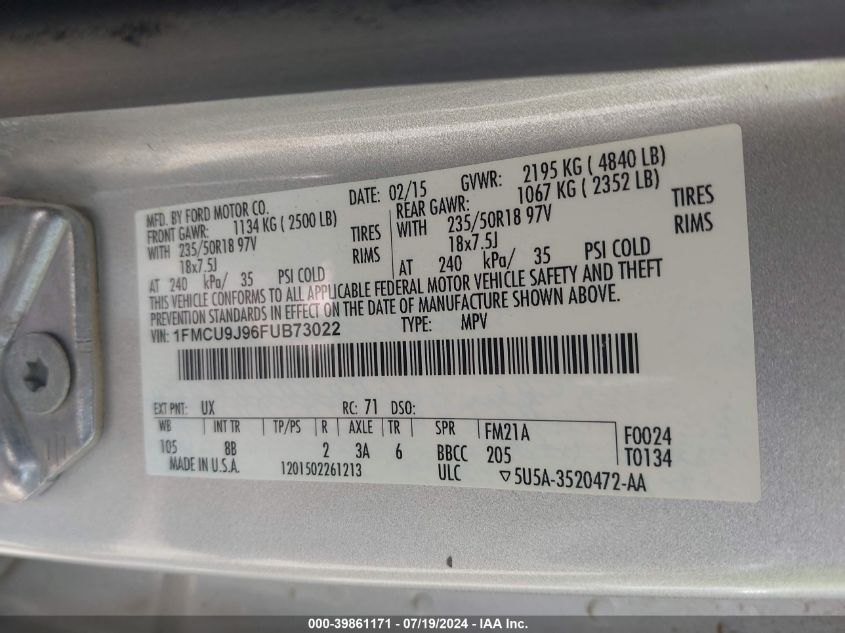 MFD. BY FORD MOTOR CO. DATE: 02/15 GVWR: 2195 KG ( 4840 LB)
FRONT GAWR: 1134 KG ( 2500 LB) REAR GAWR: 1067 KG ( 2352 LB)
WITH 235/50R18 97V TIRES 235/50R18 97V TIRES
18x7.5J RIMS WITH 18x7.5J RIMS
AT 240 kPa/ 35 PSI COLD AT 240 kPa/ 35 PSI COLD
THIS VEHICLE CONFORMS TO ALL APPLICABLE FEDERAL MOTOR VEHICLE SAFETY AND THEFT
PREVENTION STANDARDS IN EFFECT ON THE DATE OF MANUFACTURE SHOWN ABOVE.
VIN: 1FMCU9J96FUB73022 TYPE: MPV
EXT PNT: UX RC: 71 DSO:
WB INT TR TP/PS R AXLE TR SPR FM21A F0024
105 8B 2 3A 6 BBCC 205 T0134
MADE IN U.S.A. 1201502261213 ULC ▽5U5A-3520472-AA
000-39861171 - 07/19/2024 - IAA Inc.